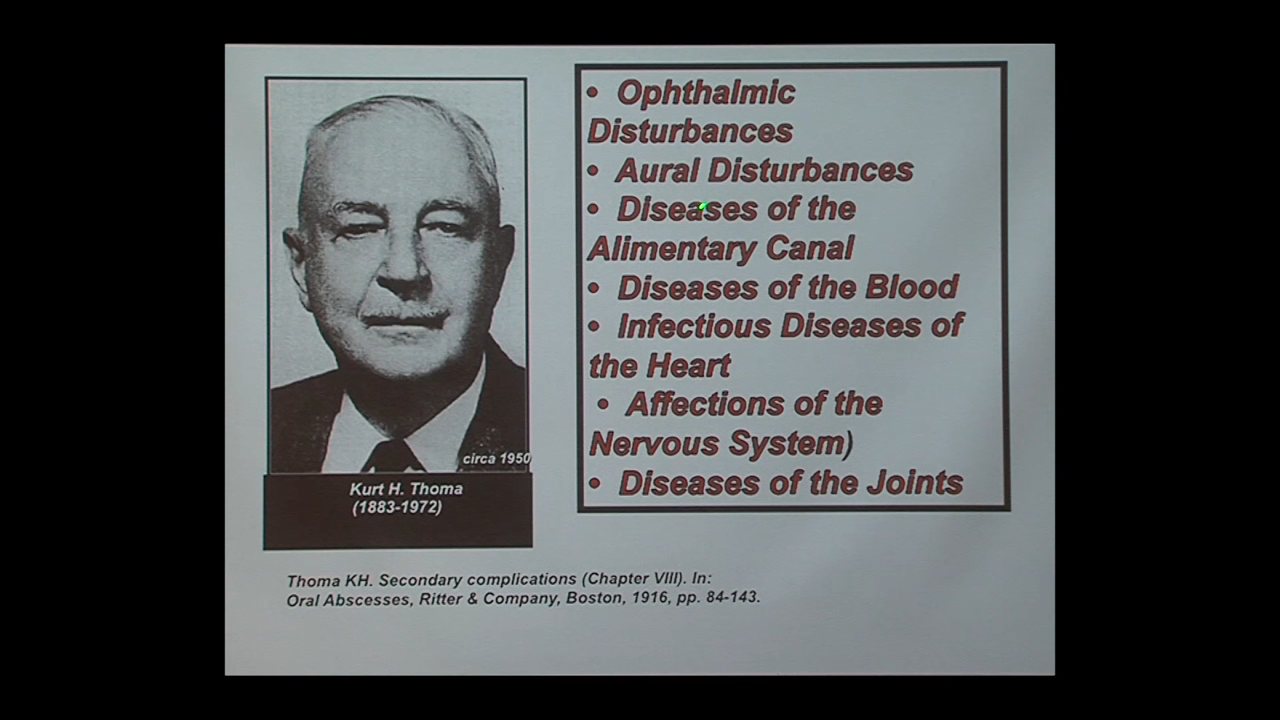 circa 1950
Kurt H. Thoma
(1883-1972)
• Ophthalmic
Disturbances
• Aural Disturbances
• Diseases of the
Alimentary Canal
• Diseases of the Blood
• Infectious Diseases of
the Heart
• Affections of the
Nervous System)
• Diseases of the Joints
Thoma KH. Secondary complications (Chapter VIII). In:
Oral Abscesses, Ritter & Company, Boston, 1916, pp. 84-143.